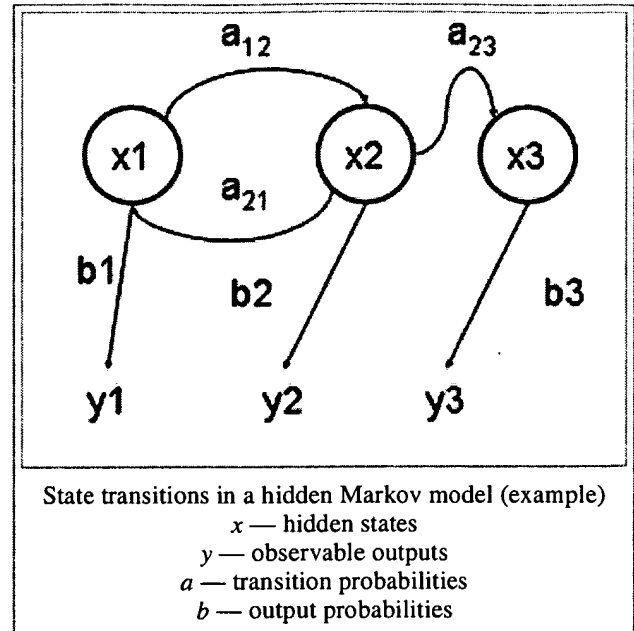 a12 a23
x1 x2 x3
a21
b1 b2 b3
y1 y2 y3
State transitions in a hidden Markov model (example)
x — hidden states
y — observable outputs
a — transition probabilities
b — output probabilities